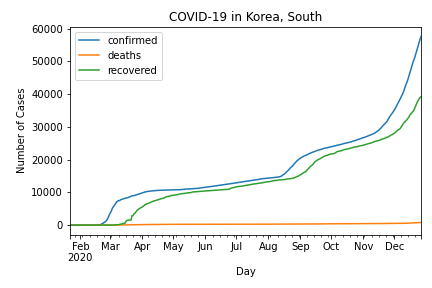 COVID-19 in Korea, South
60000
50000
40000
30000
20000
10000
0
Number of Cases
confirmed
deaths
recovered
Feb Mar Apr May Jun Jul Aug Sep Oct Nov Dec
2020
Day